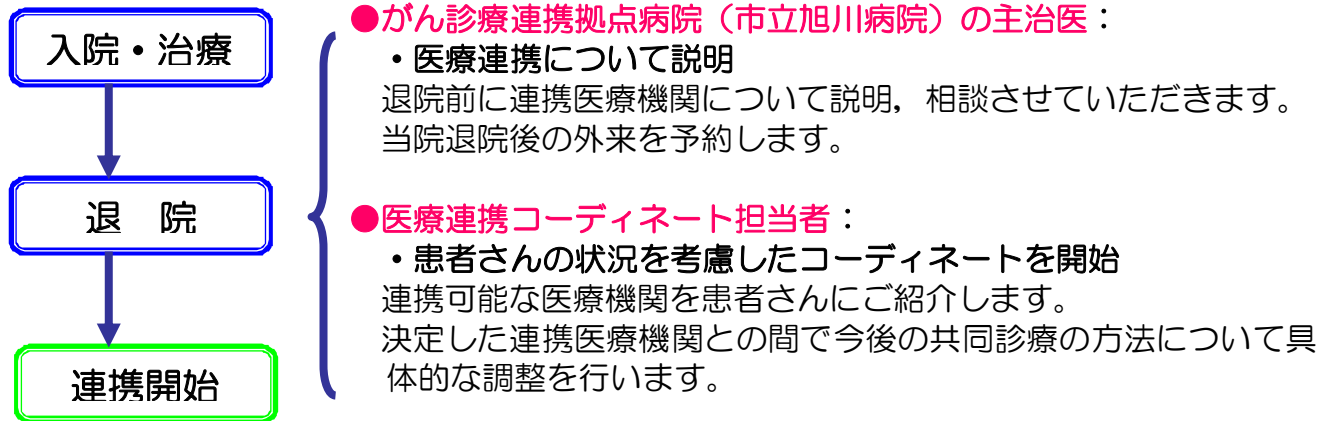 入院・治療
退　院
連携開始
●がん診療連携拠点病院（市立旭川病院）の主治医：
・医療連携について説明
退院前に連携医療機関について説明，相談させていただきます。
当院退院後の外来を予約します。
●医療連携コーディネート担当者：
・患者さんの状況を考慮したコーディネートを開始
連携可能な医療機関を患者さんにご紹介します。
決定した連携医療機関との間で今後の共同診療の方法について具
体的な調整を行います。